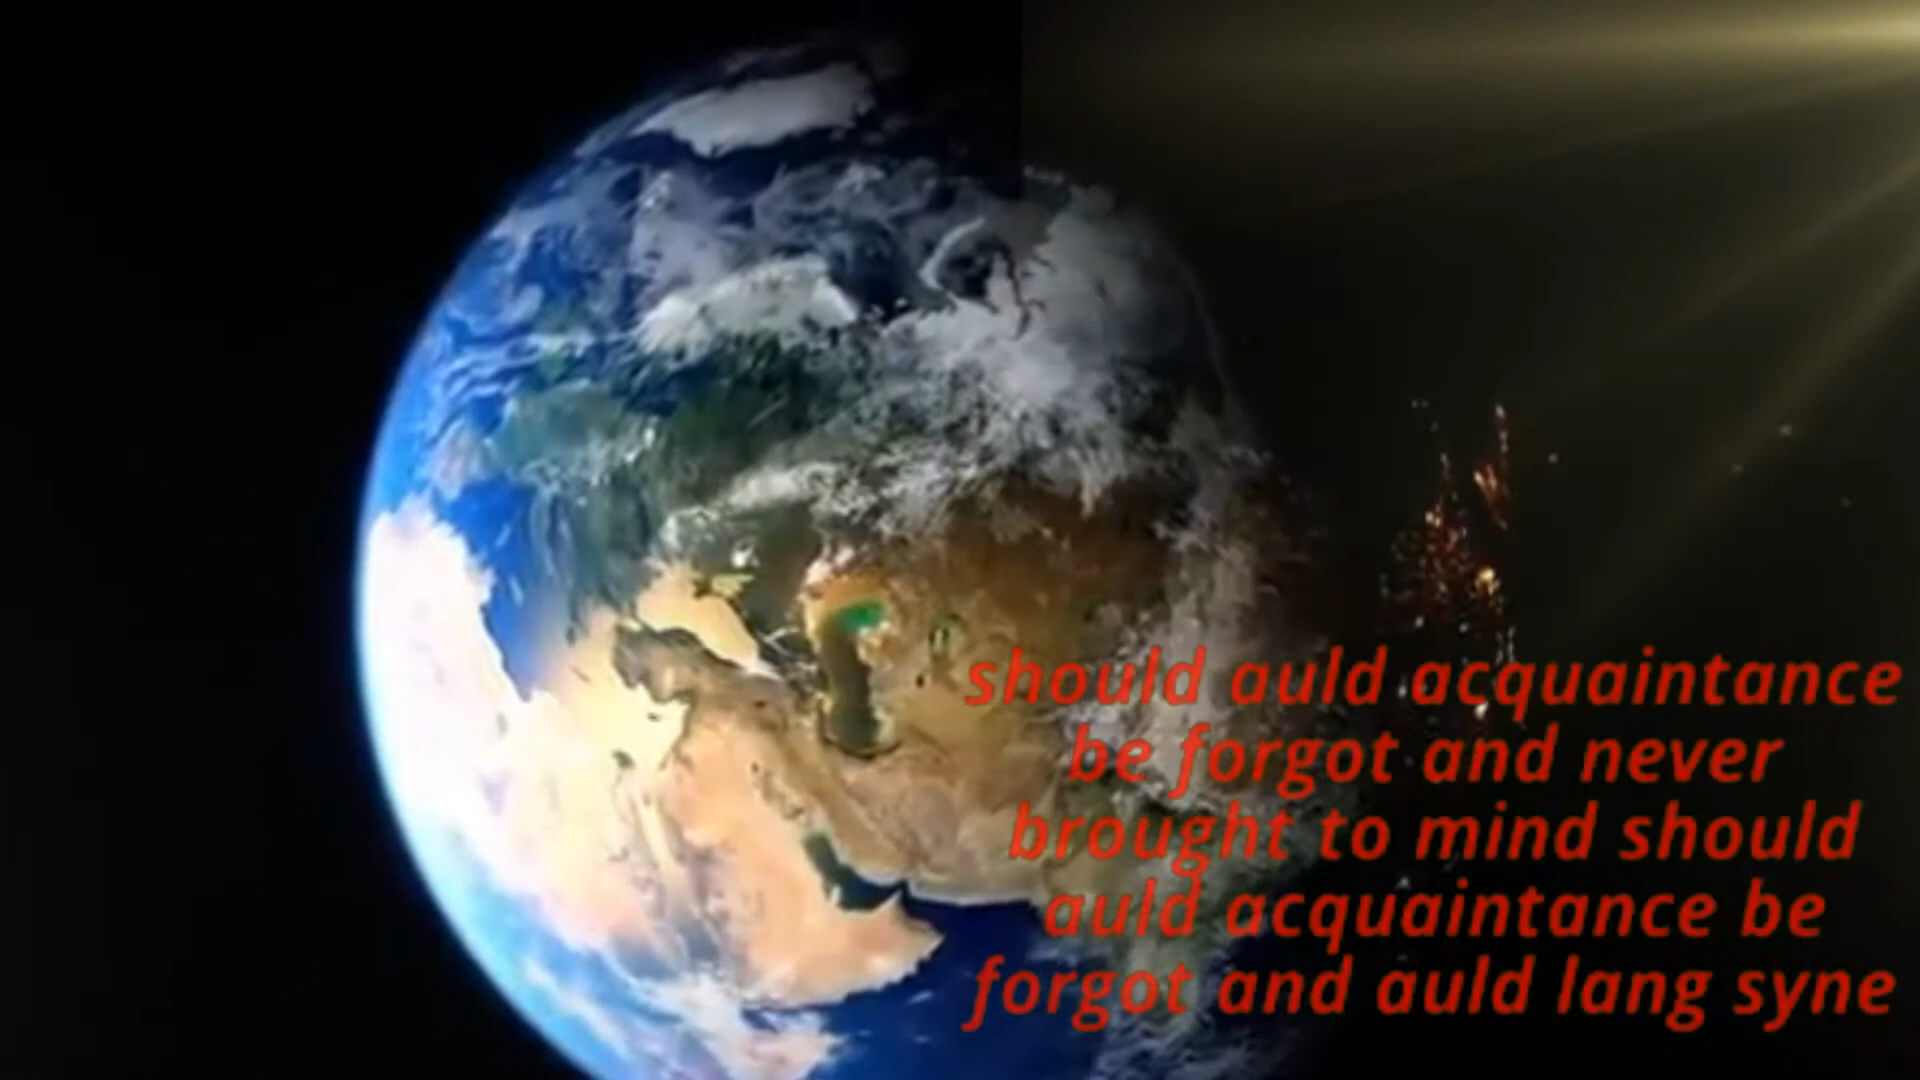 should auld acquaintance
be forgot and never
brought to mind should
auld acquaintance be
forgot and auld lang syne